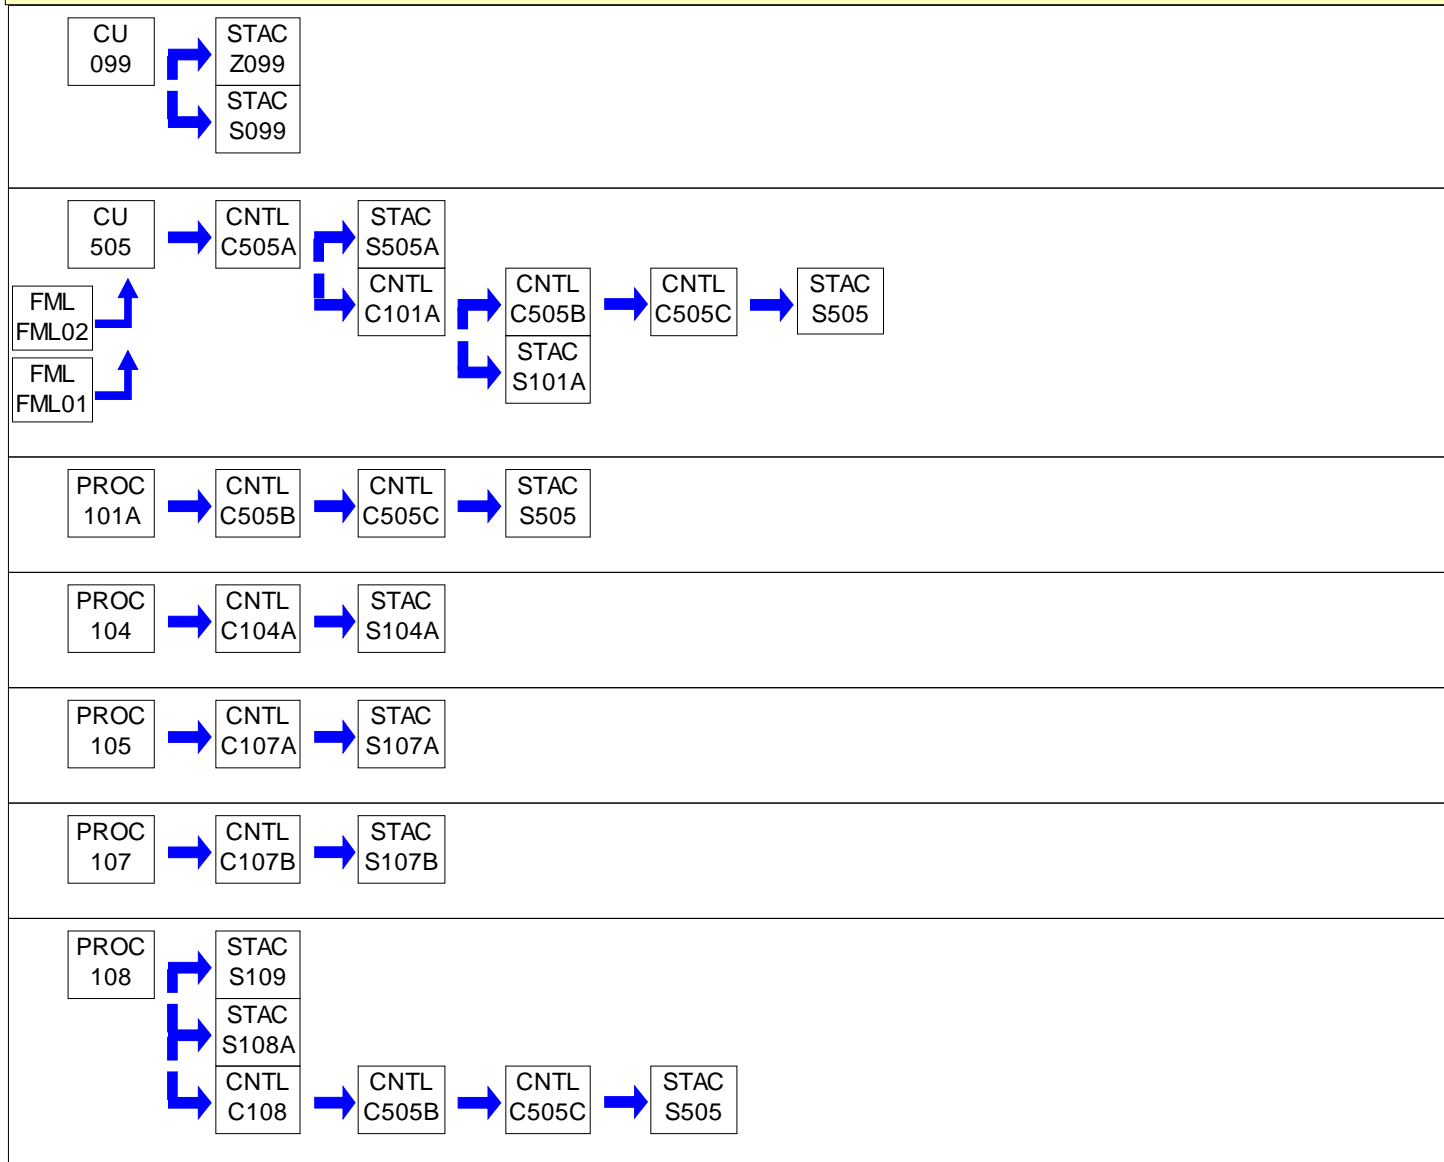 CU
099
STAC
Z099
STAC
S099
CU
505
CNTL
C505A
STAC
S505A
CNTL
C101A
CNTL
C505B
CNTL
C505C
STAC
S505
STAC
S101A
FML
FML02
FML
FML01
PROC
101A
CNTL
C505B
CNTL
C505C
STAC
S505
PROC
104
CNTL
C104A
STAC
S104A
PROC
105
CNTL
C107A
STAC
S107A
PROC
107
CNTL
C107B
STAC
S107B
PROC
108
STAC
S109
STAC
S108A
CNTL
C108
CNTL
C505B
CNTL
C505C
STAC
S505